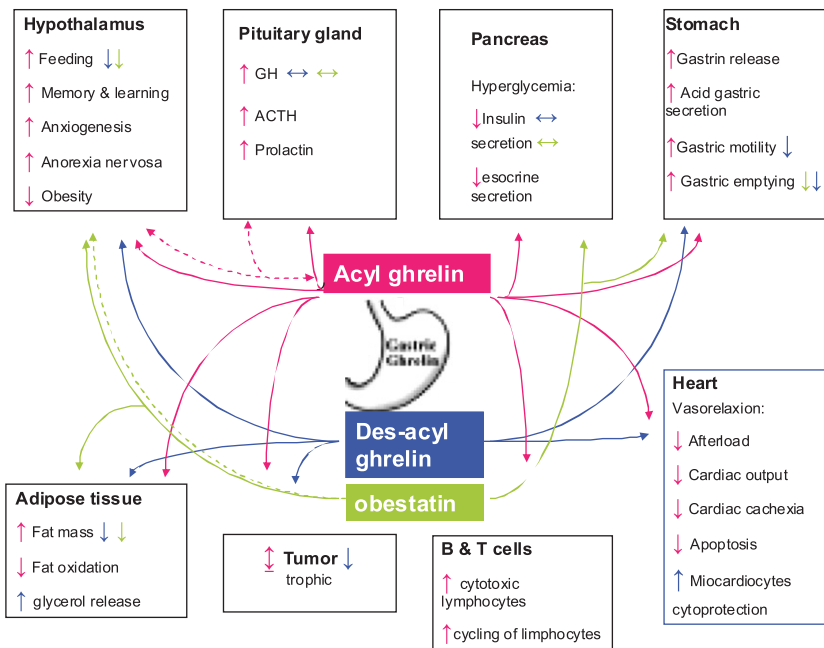 Hypothalamus
Feeding
Memory & learning
Anxiogenesis
Anorexia nervosa
Obesity
Pituitary gland
GH
ACTH
Prolactin
Pancreas
Hyperglycemia:
Insulin
secretion
esocrine
secretion
Stomach
Gastrin release
Acid gastric
secretion
Gastric motility
Gastric emptying
Acyl ghrelin
Gastric
Ghrelin
Des-acyl
ghrelin
obestatin
Heart
Vasorelaxion:
Afterload
Cardiac output
Cardiac cachexia
Apoptosis
Miocardiocytes
cytoprotection
Adipose tissue
Fat mass
Fat oxidation
glycerol release
Tumor
trophic
B & T cells
cytotoxic
lymphocytes
cycling of limphocytes